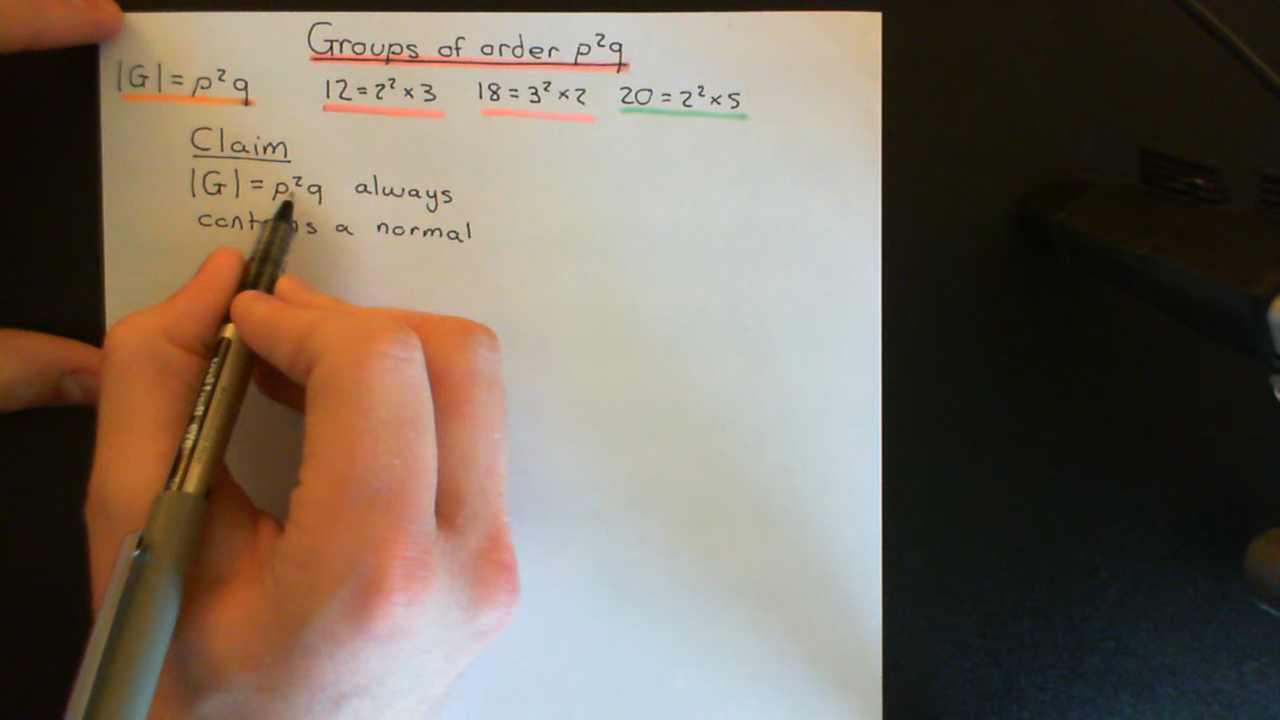 Groups of order p²q
|G| = p²q 12 = 2² × 3 18 = 3² × 2 20 = 2² × 5
Claim
|G| = p²q always
a normal